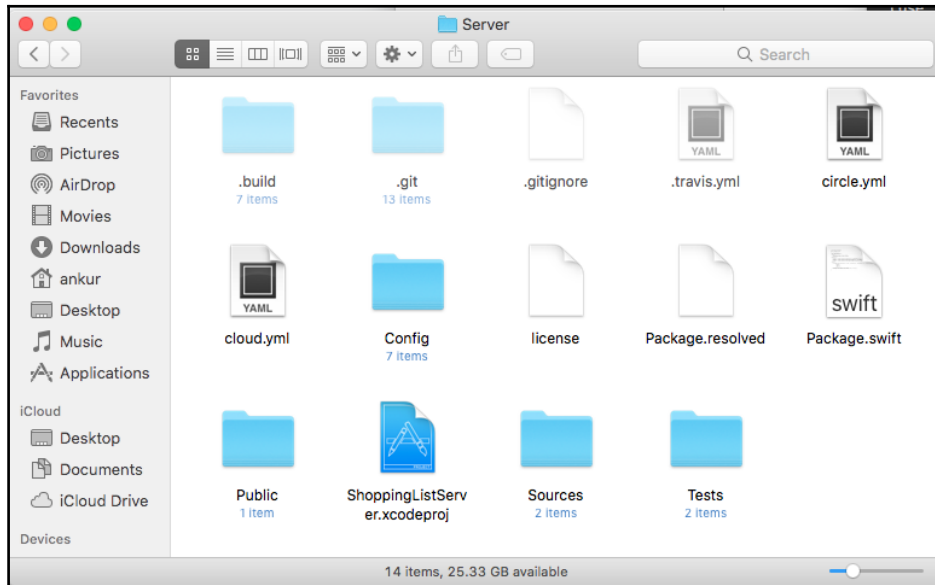 Server
Search
Favorites
Recents
Pictures
AirDrop
Movies
Downloads
ankur
Desktop
Music
Applications
iCloud
Desktop
Documents
iCloud Drive
Devices
.build
7 items
.git
13 items
.gitignore
YAML
.travis.yml
YAML
circle.yml
YAML
cloud.yml
Config
7 items
license
Package.resolved
swift
Package.swift
Public
1 item
PROJECT
ShoppingListServ
er.xcodeproj
Sources
2 items
Tests
2 items
14 items, 25.33 GB available